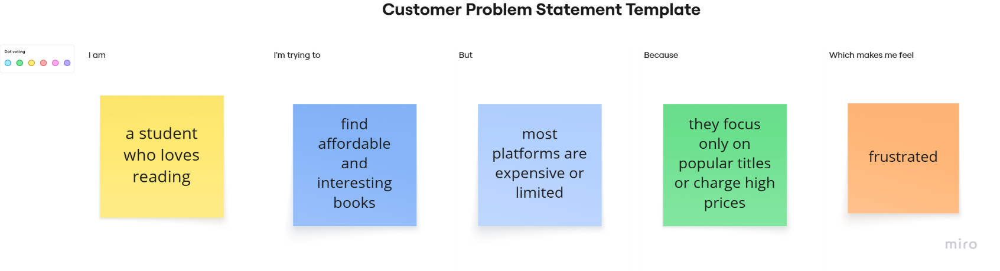 Customer Problem Statement Template
Dot voting
I am
I'm trying to
But
Because
Which makes me feel
a student
who loves
reading
find
affordable
and
interesting
books
most
platforms are
expensive or
limited
they focus
only on
popular titles
or charge high
prices
frustrated
miro